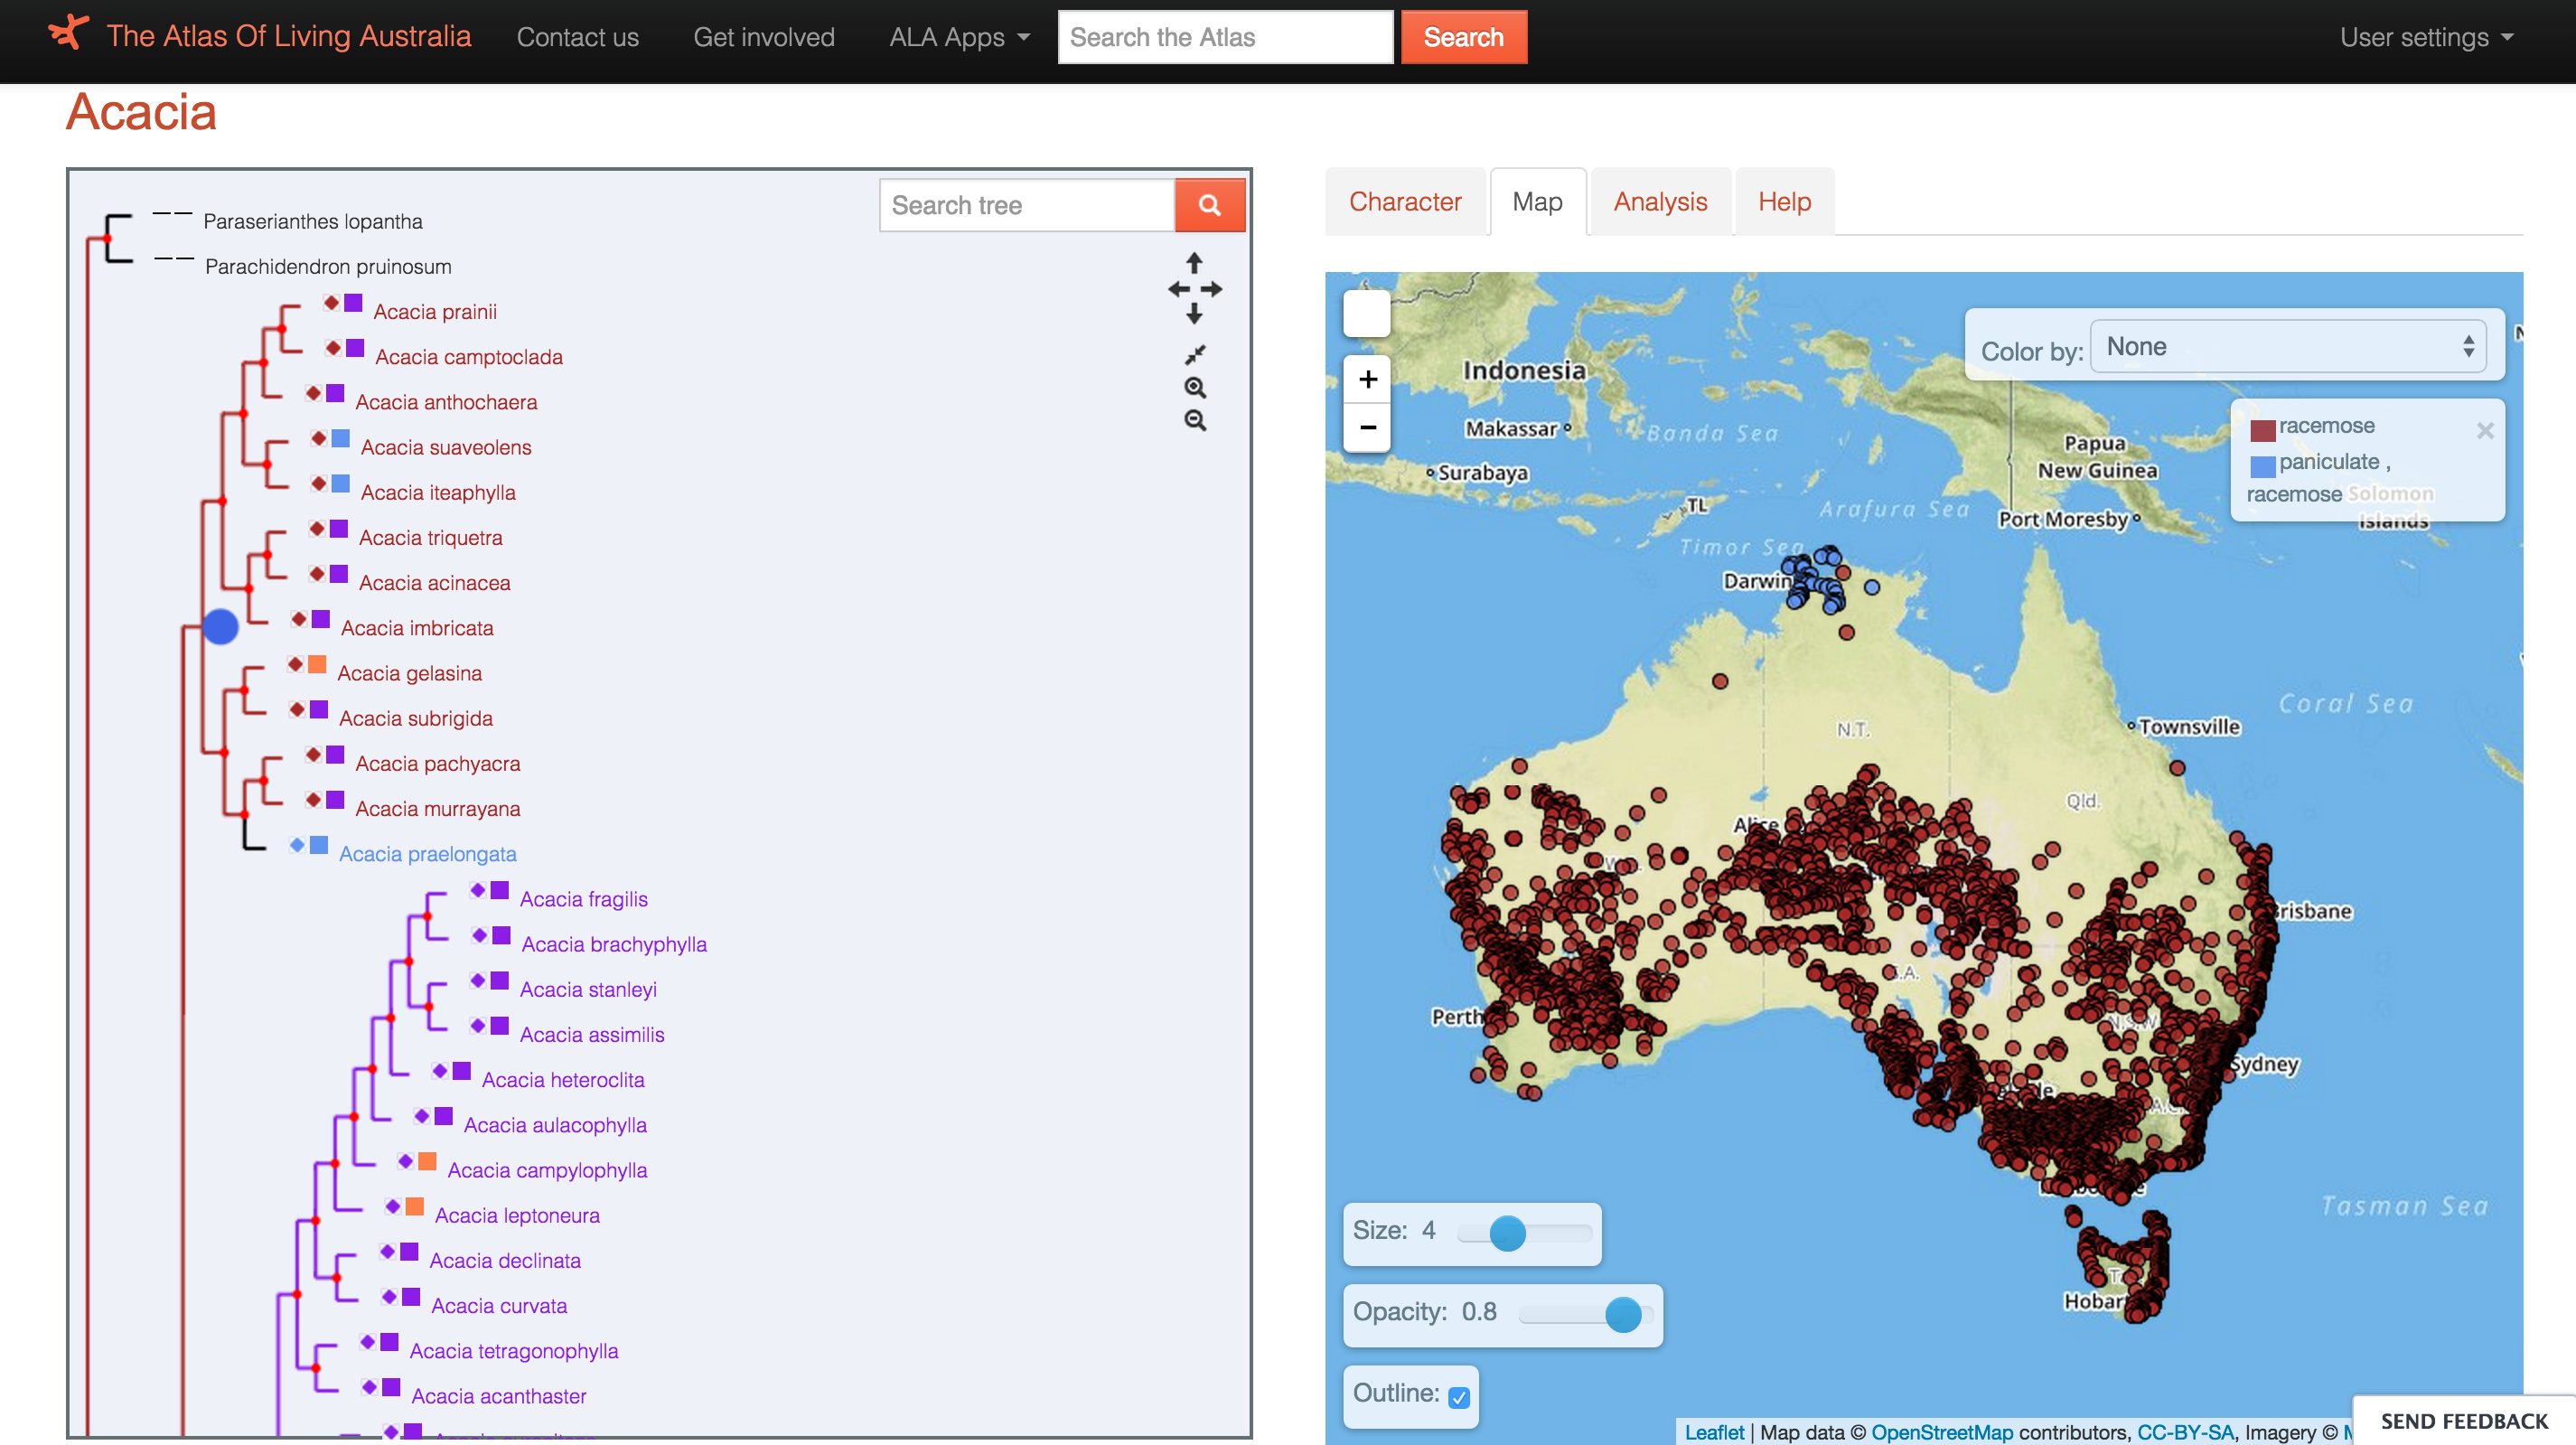 The Atlas Of Living Australia
Contact us
Get involved
ALA Apps
Search the Atlas
Search
User settings
Acacia
Search tree
Paraserianthes lopantha
Parachidendron pruinosum
Acacia prainii
Acacia camptoclada
Acacia anthochaera
Acacia suaveolens
Acacia iteaphylla
Acacia triquetra
Acacia acinacea
Acacia imbricata
Acacia gelasina
Acacia subrigida
Acacia pachyacra
Acacia murrayana
Acacia praelongata
Acacia fragilis
Acacia brachyphylla
Acacia stanleyi
Acacia assimilis
Acacia heteroclita
Acacia aulacophylla
Acacia campylophylla
Acacia leptoneura
Acacia declinata
Acacia curvata
Acacia tetragonophylla
Acacia acanthaster
Character
Map
Analysis
Help
+
−
Color by: None
racemose
paniculate ,
racemose
Solomon
Islands
Indonesia
Makassar
Banda Sea
Surabaya
TL
Arafura Sea
Papua
New Guinea
Port Moresby
Timor Sea
Darwin
Coral Sea
N.T.
Townsville
Qld.
Alice
Perth
N.S.W
Sydney
Tasman Sea
Size: 4
Opacity: 0.8
Outline:
Leaflet | Map data © OpenStreetMap contributors, CC-BY-SA, Imagery ©
SEND FEEDBACK